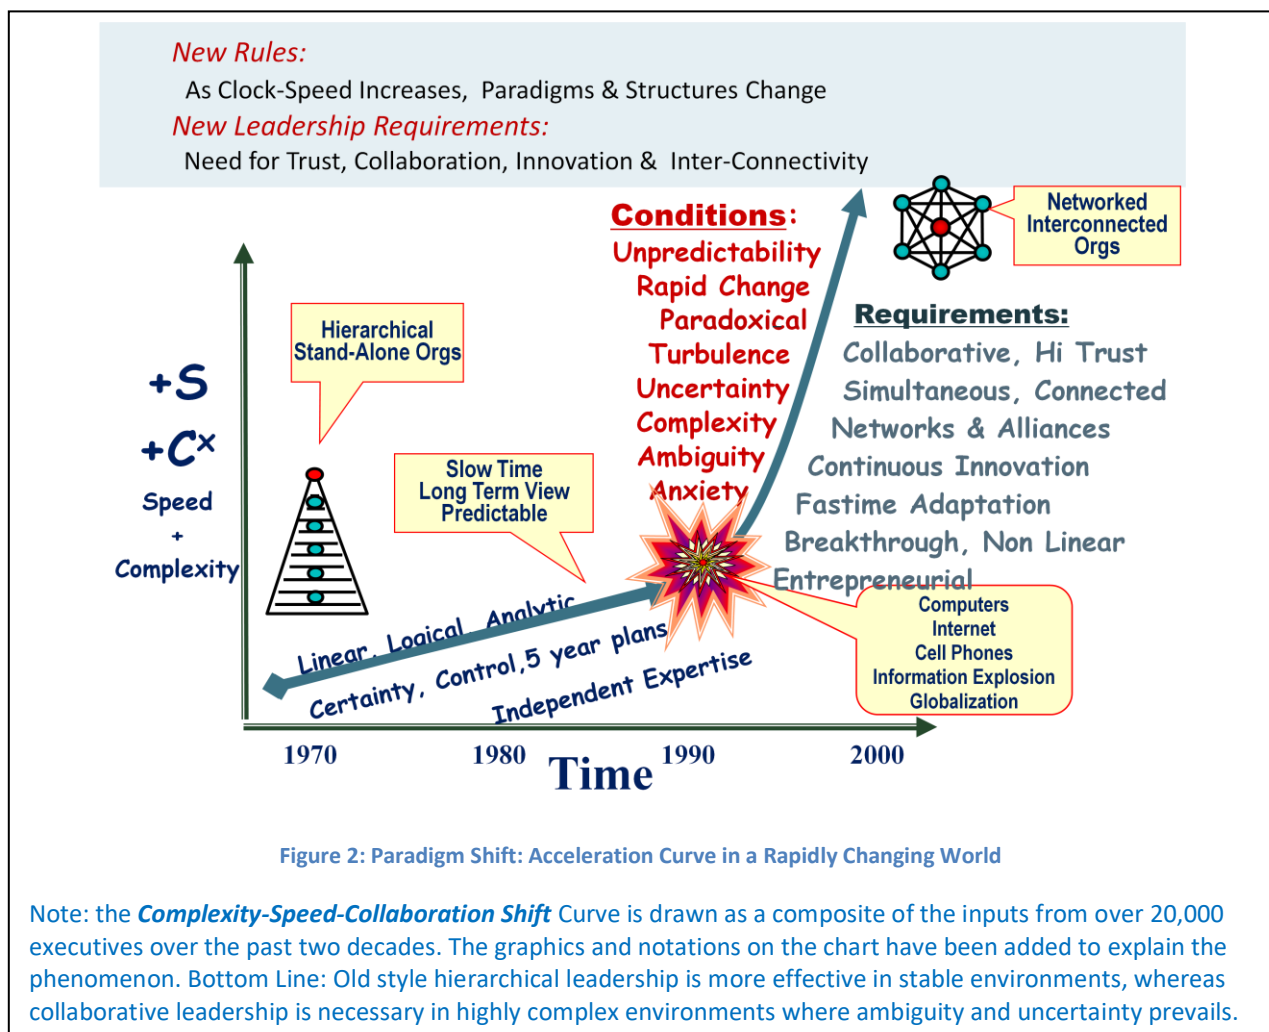 New Rules:
As Clock-Speed Increases, Paradigms & Structures Change
New Leadership Requirements:
Need for Trust, Collaboration, Innovation & Inter-Connectivity
Networked
Interconnected
Orgs
Conditions:
Unpredictability
Rapid Change
Paradoxical
Turbulence
Uncertainty
Complexity
Ambiguity
Anxiety
Hierarchical
Stand-Alone Orgs
Requirements:
Collaborative, Hi Trust
Simultaneous, Connected
Networks & Alliances
Continuous Innovation
Fastime Adaptation
Breakthrough, Non Linear
Entrepreneurial
+S
+Cˣ
Speed
+
Complexity
Slow Time
Long Term View
Predictable
Linear, Logical, Analytic
Certainty, Control,5 year plans
Independent Expertise
Computers
Internet
Cell Phones
Information Explosion
Globalization
1970
1980
1990
2000
Time
Figure 2: Paradigm Shift: Acceleration Curve in a Rapidly Changing World
Note: the Complexity-Speed-Collaboration Shift Curve is drawn as a composite of the inputs from over 20,000
executives over the past two decades. The graphics and notations on the chart have been added to explain the
phenomenon. Bottom Line: Old style hierarchical leadership is more effective in stable environments, whereas
collaborative leadership is necessary in highly complex environments where ambiguity and uncertainty prevails.